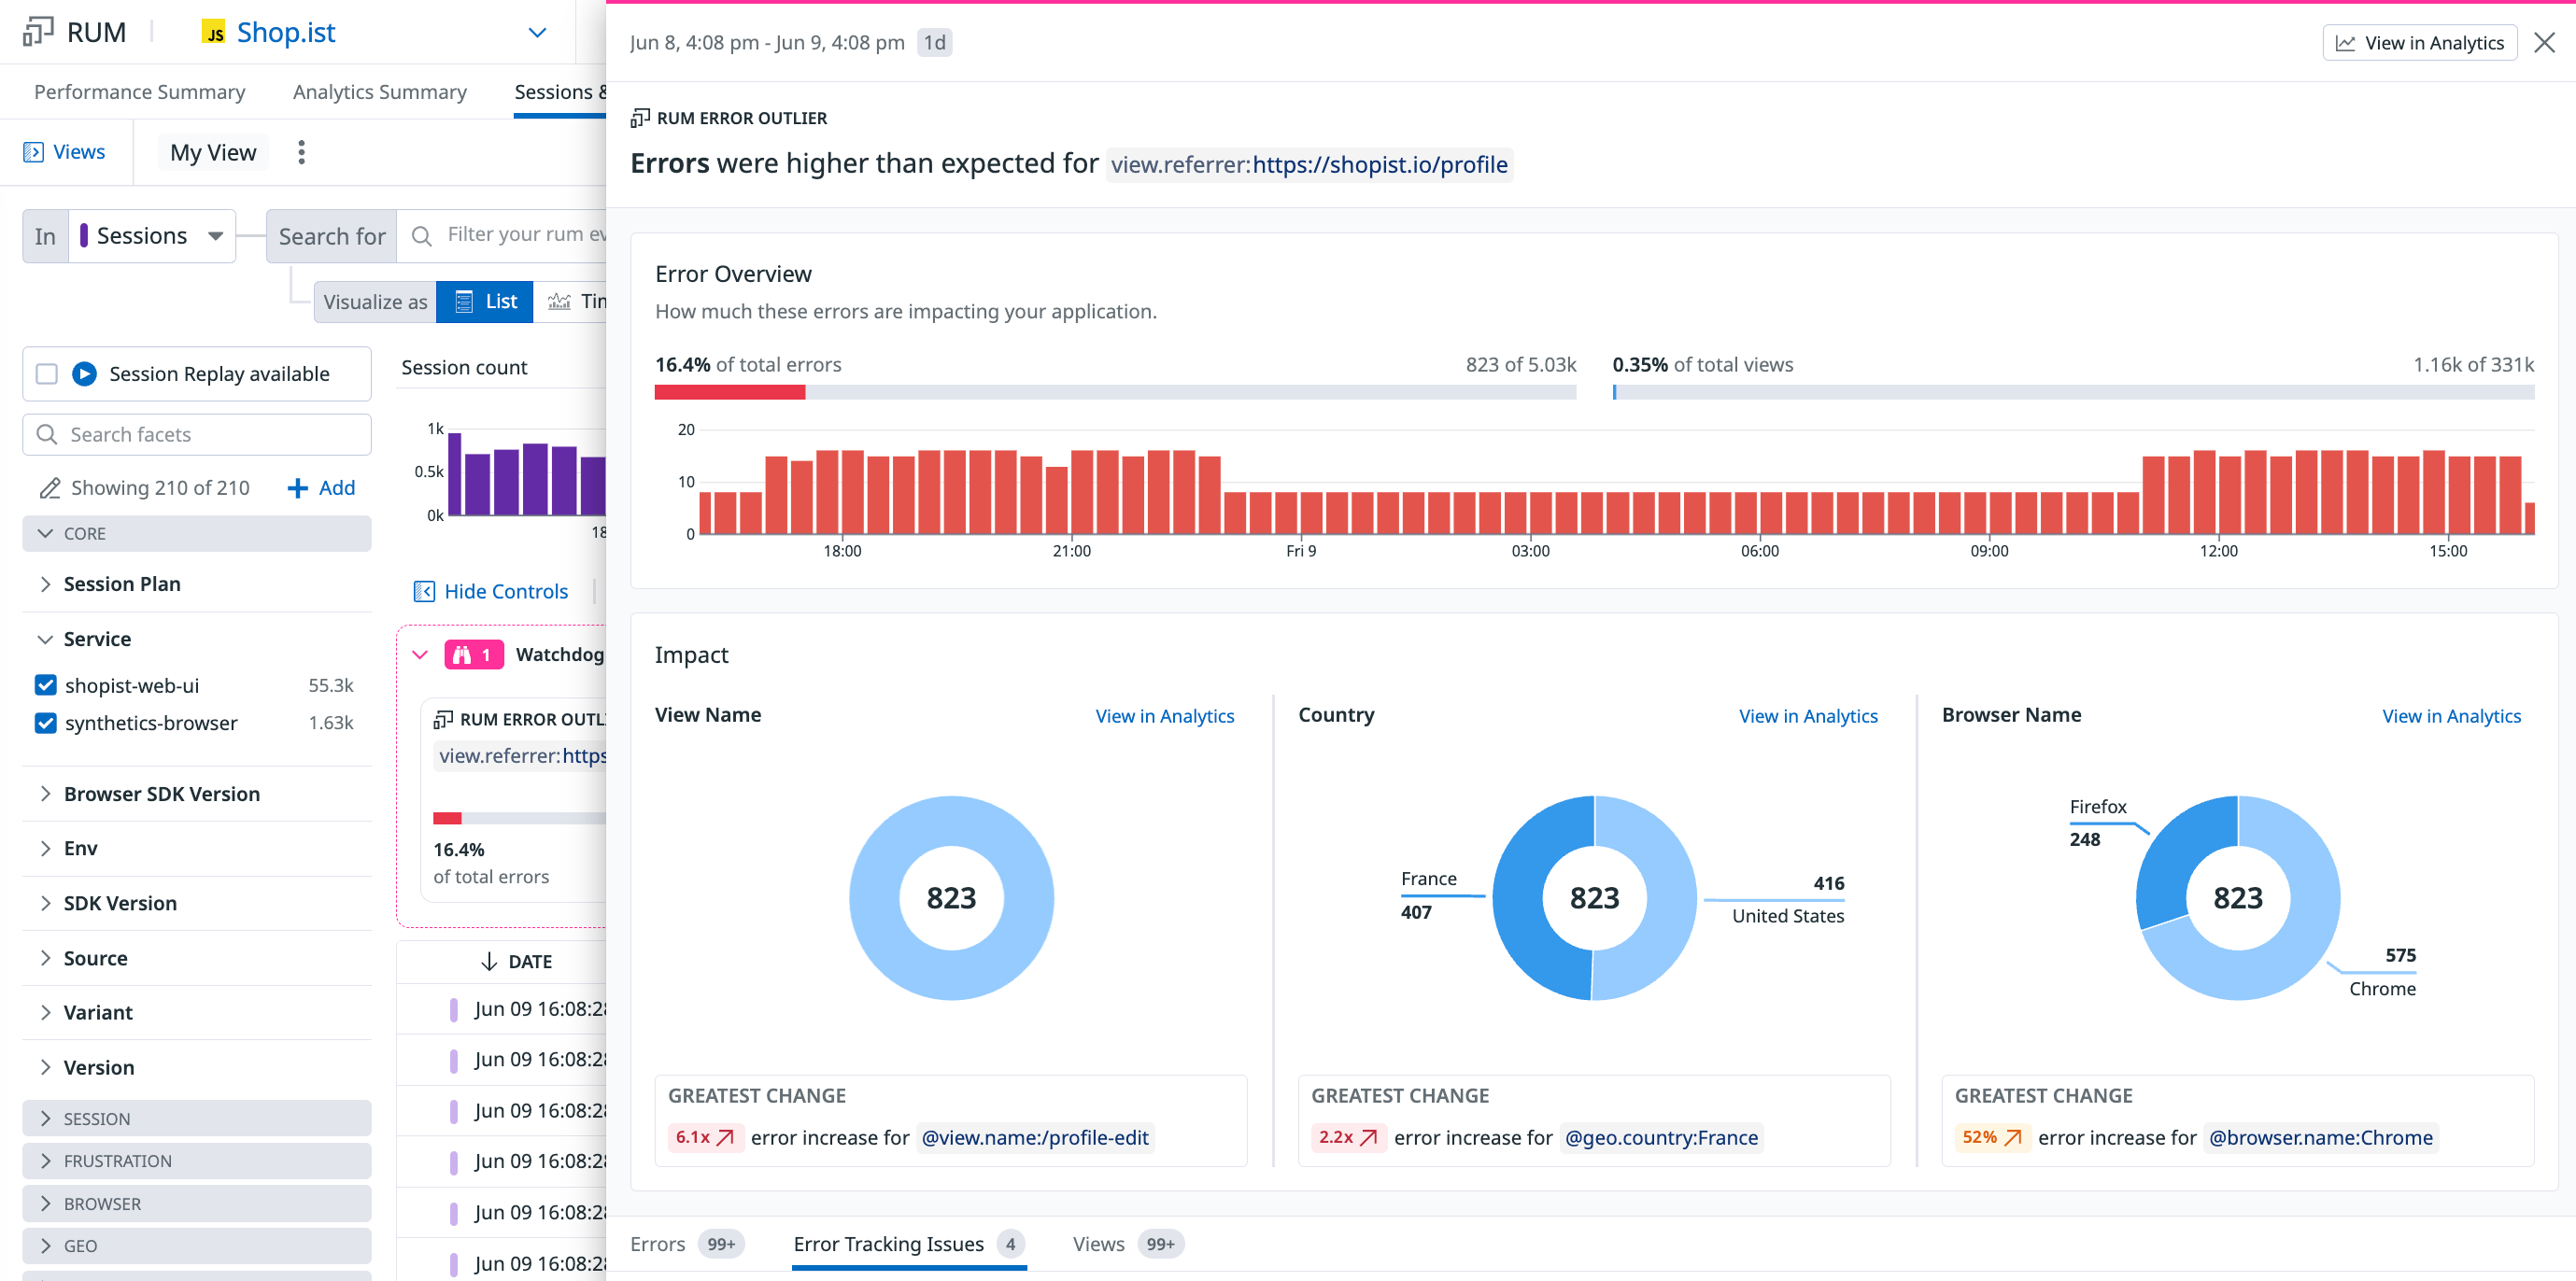 RUM
JS Shop.ist
Performance Summary Analytics Summary Sessions &
Views My View
In Sessions Search for Filter your rum ev
Visualize as List Tim
Session Replay available
Search facets
Showing 210 of 210 Add
CORE
Session Plan
Service
shopist-web-ui 55.3k
synthetics-browser 1.63k
Browser SDK Version
Env
SDK Version
Source
Variant
Version
SESSION
FRUSTRATION
BROWSER
GEO
Session count
1k
0.5k
0k
18
Hide Controls
1 Watchdog
RUM ERROR OUTLI
view.referrer:https
16.4%
of total errors
DATE
Jun 09 16:08:28
Jun 09 16:08:28
Jun 09 16:08:28
Jun 09 16:08:28
Jun 09 16:08:28
Jun 09 16:08:28
Jun 8, 4:08 pm - Jun 9, 4:08 pm 1d
View in Analytics
RUM ERROR OUTLIER
Errors were higher than expected for view.referrer:https://shopist.io/profile
Error Overview
How much these errors are impacting your application.
16.4% of total errors 823 of 5.03k
0.35% of total views 1.16k of 331k
20
10
0
18:00 21:00 Fri 9 03:00 06:00 09:00 12:00 15:00
Impact
View Name View in Analytics
823
GREATEST CHANGE
6.1x error increase for @view.name:/profile-edit
Country View in Analytics
France
407
823
416
United States
GREATEST CHANGE
2.2x error increase for @geo.country:France
Browser Name View in Analytics
Firefox
248
823
575
Chrome
GREATEST CHANGE
52% error increase for @browser.name:Chrome
Errors 99+ Error Tracking Issues 4 Views 99+